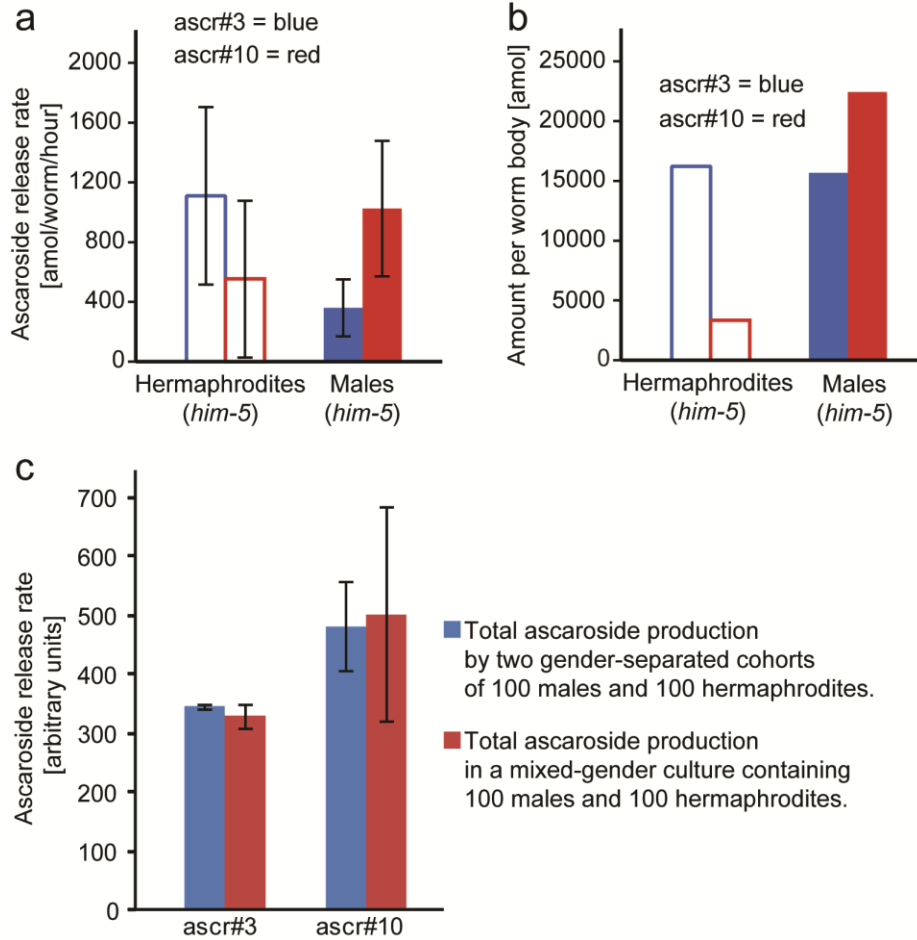 a
ascr#3 = blue
ascr#10 = red
Ascaroside release rate
[amol/worm/hour]
2000
1600
1200
800
400
0
Hermaphrodites
(him-5)
Males
(him-5)
b
ascr#3 = blue
ascr#10 = red
Amount per worm body [amol]
25000
20000
15000
10000
5000
0
Hermaphrodites
(him-5)
Males
(him-5)
c
Ascaroside release rate
[arbitrary units]
700
600
500
400
300
200
100
0
ascr#3
ascr#10
Total ascaroside production
by two gender-separated cohorts
of 100 males and 100 hermaphrodites.
Total ascaroside production
in a mixed-gender culture containing
100 males and 100 hermaphrodites.